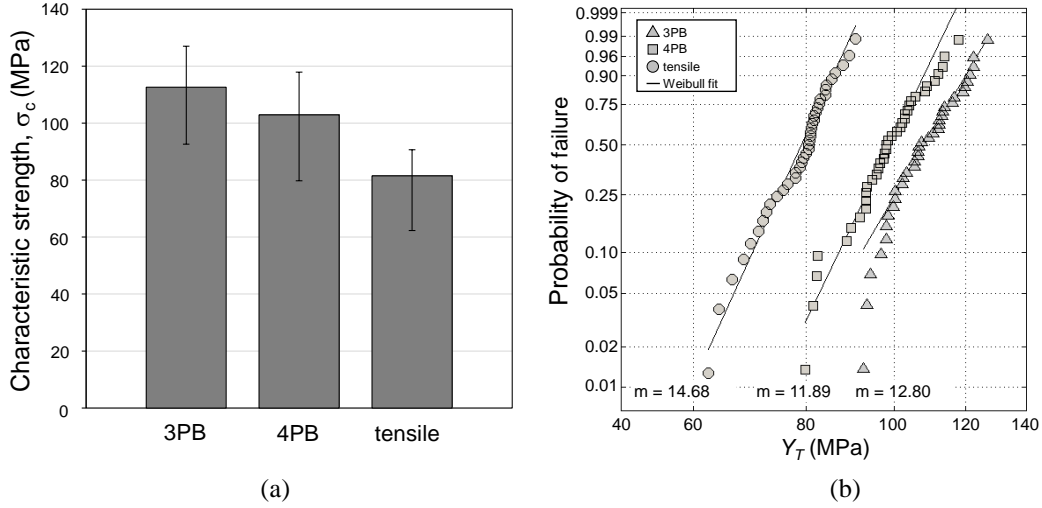 Characteristic strength, σc (MPa)
140
120
100
80
60
40
20
0
3PB
4PB
tensile
(a)
Probability of failure
0.999
0.99
0.96
0.90
0.75
0.50
0.25
0.10
0.05
0.02
0.01
3PB
4PB
tensile
Weibull fit
m = 14.68
m = 11.89
m = 12.80
40
60
80
100
120
140
YT (MPa)
(b)